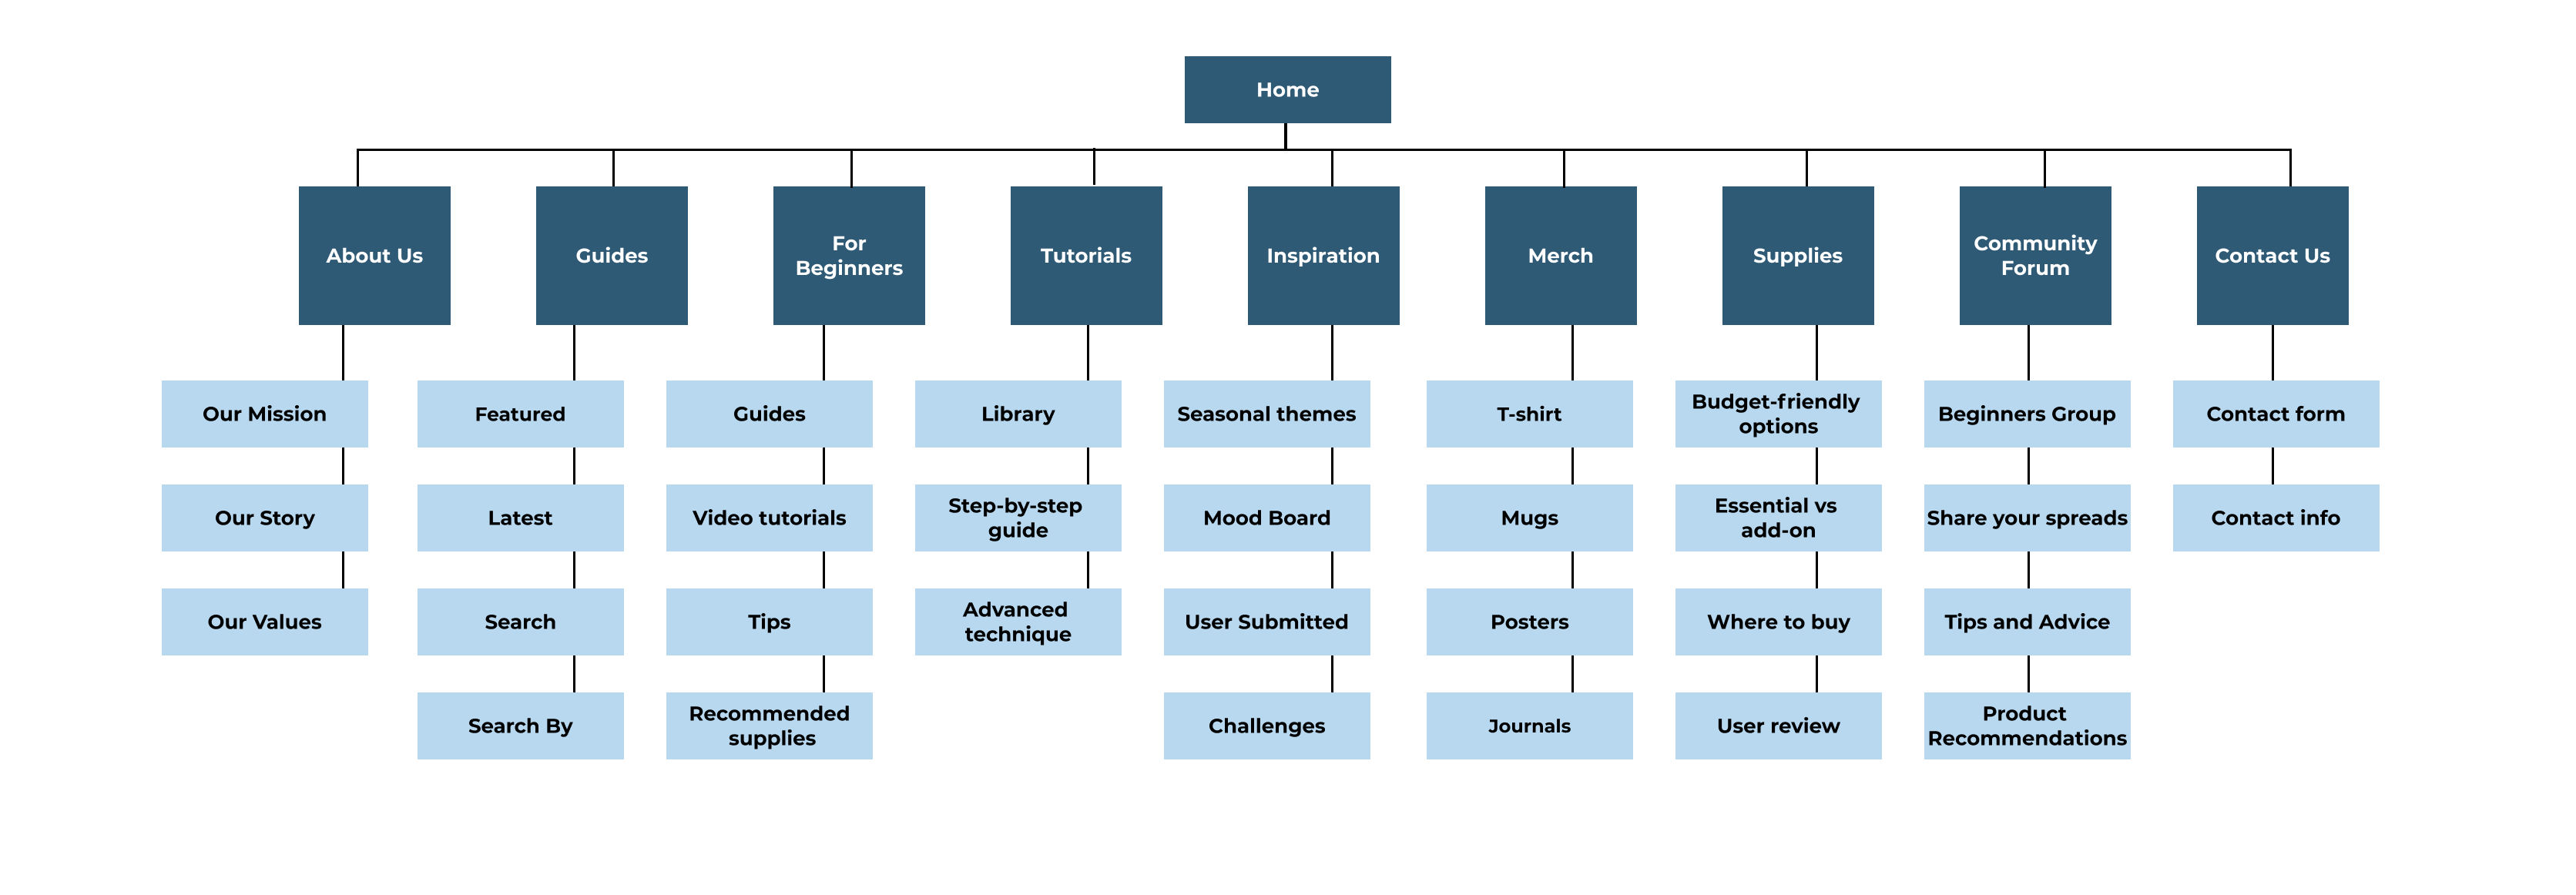 Home
About Us
Guides
For
Beginners
Tutorials
Inspiration
Merch
Supplies
Community
Forum
Contact Us
Our Mission
Featured
Guides
Library
Seasonal themes
T-shirt
Budget-friendly
options
Beginners Group
Contact form
Our Story
Latest
Video tutorials
Step-by-step
guide
Mood Board
Mugs
Essential vs
add-on
Share your spreads
Contact info
Our Values
Search
Tips
Advanced
technique
User Submitted
Posters
Where to buy
Tips and Advice
Search By
Recommended
supplies
Challenges
Journals
User review
Product
Recommendations